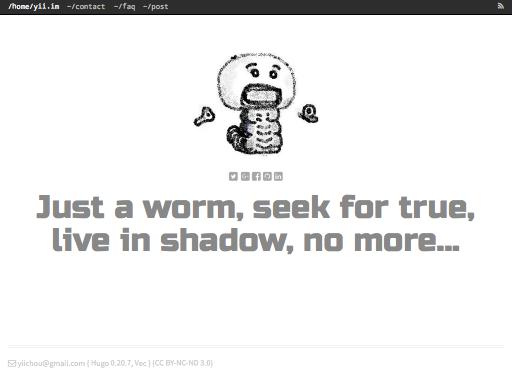 /home/yii.im ~/contact ~/faq ~/post
Just a worm, seek for true,
live in shadow, no more...
yiichou@gmail.com { Hugo 0.20.7, Vec } (CC BY-NC-ND 3.0)